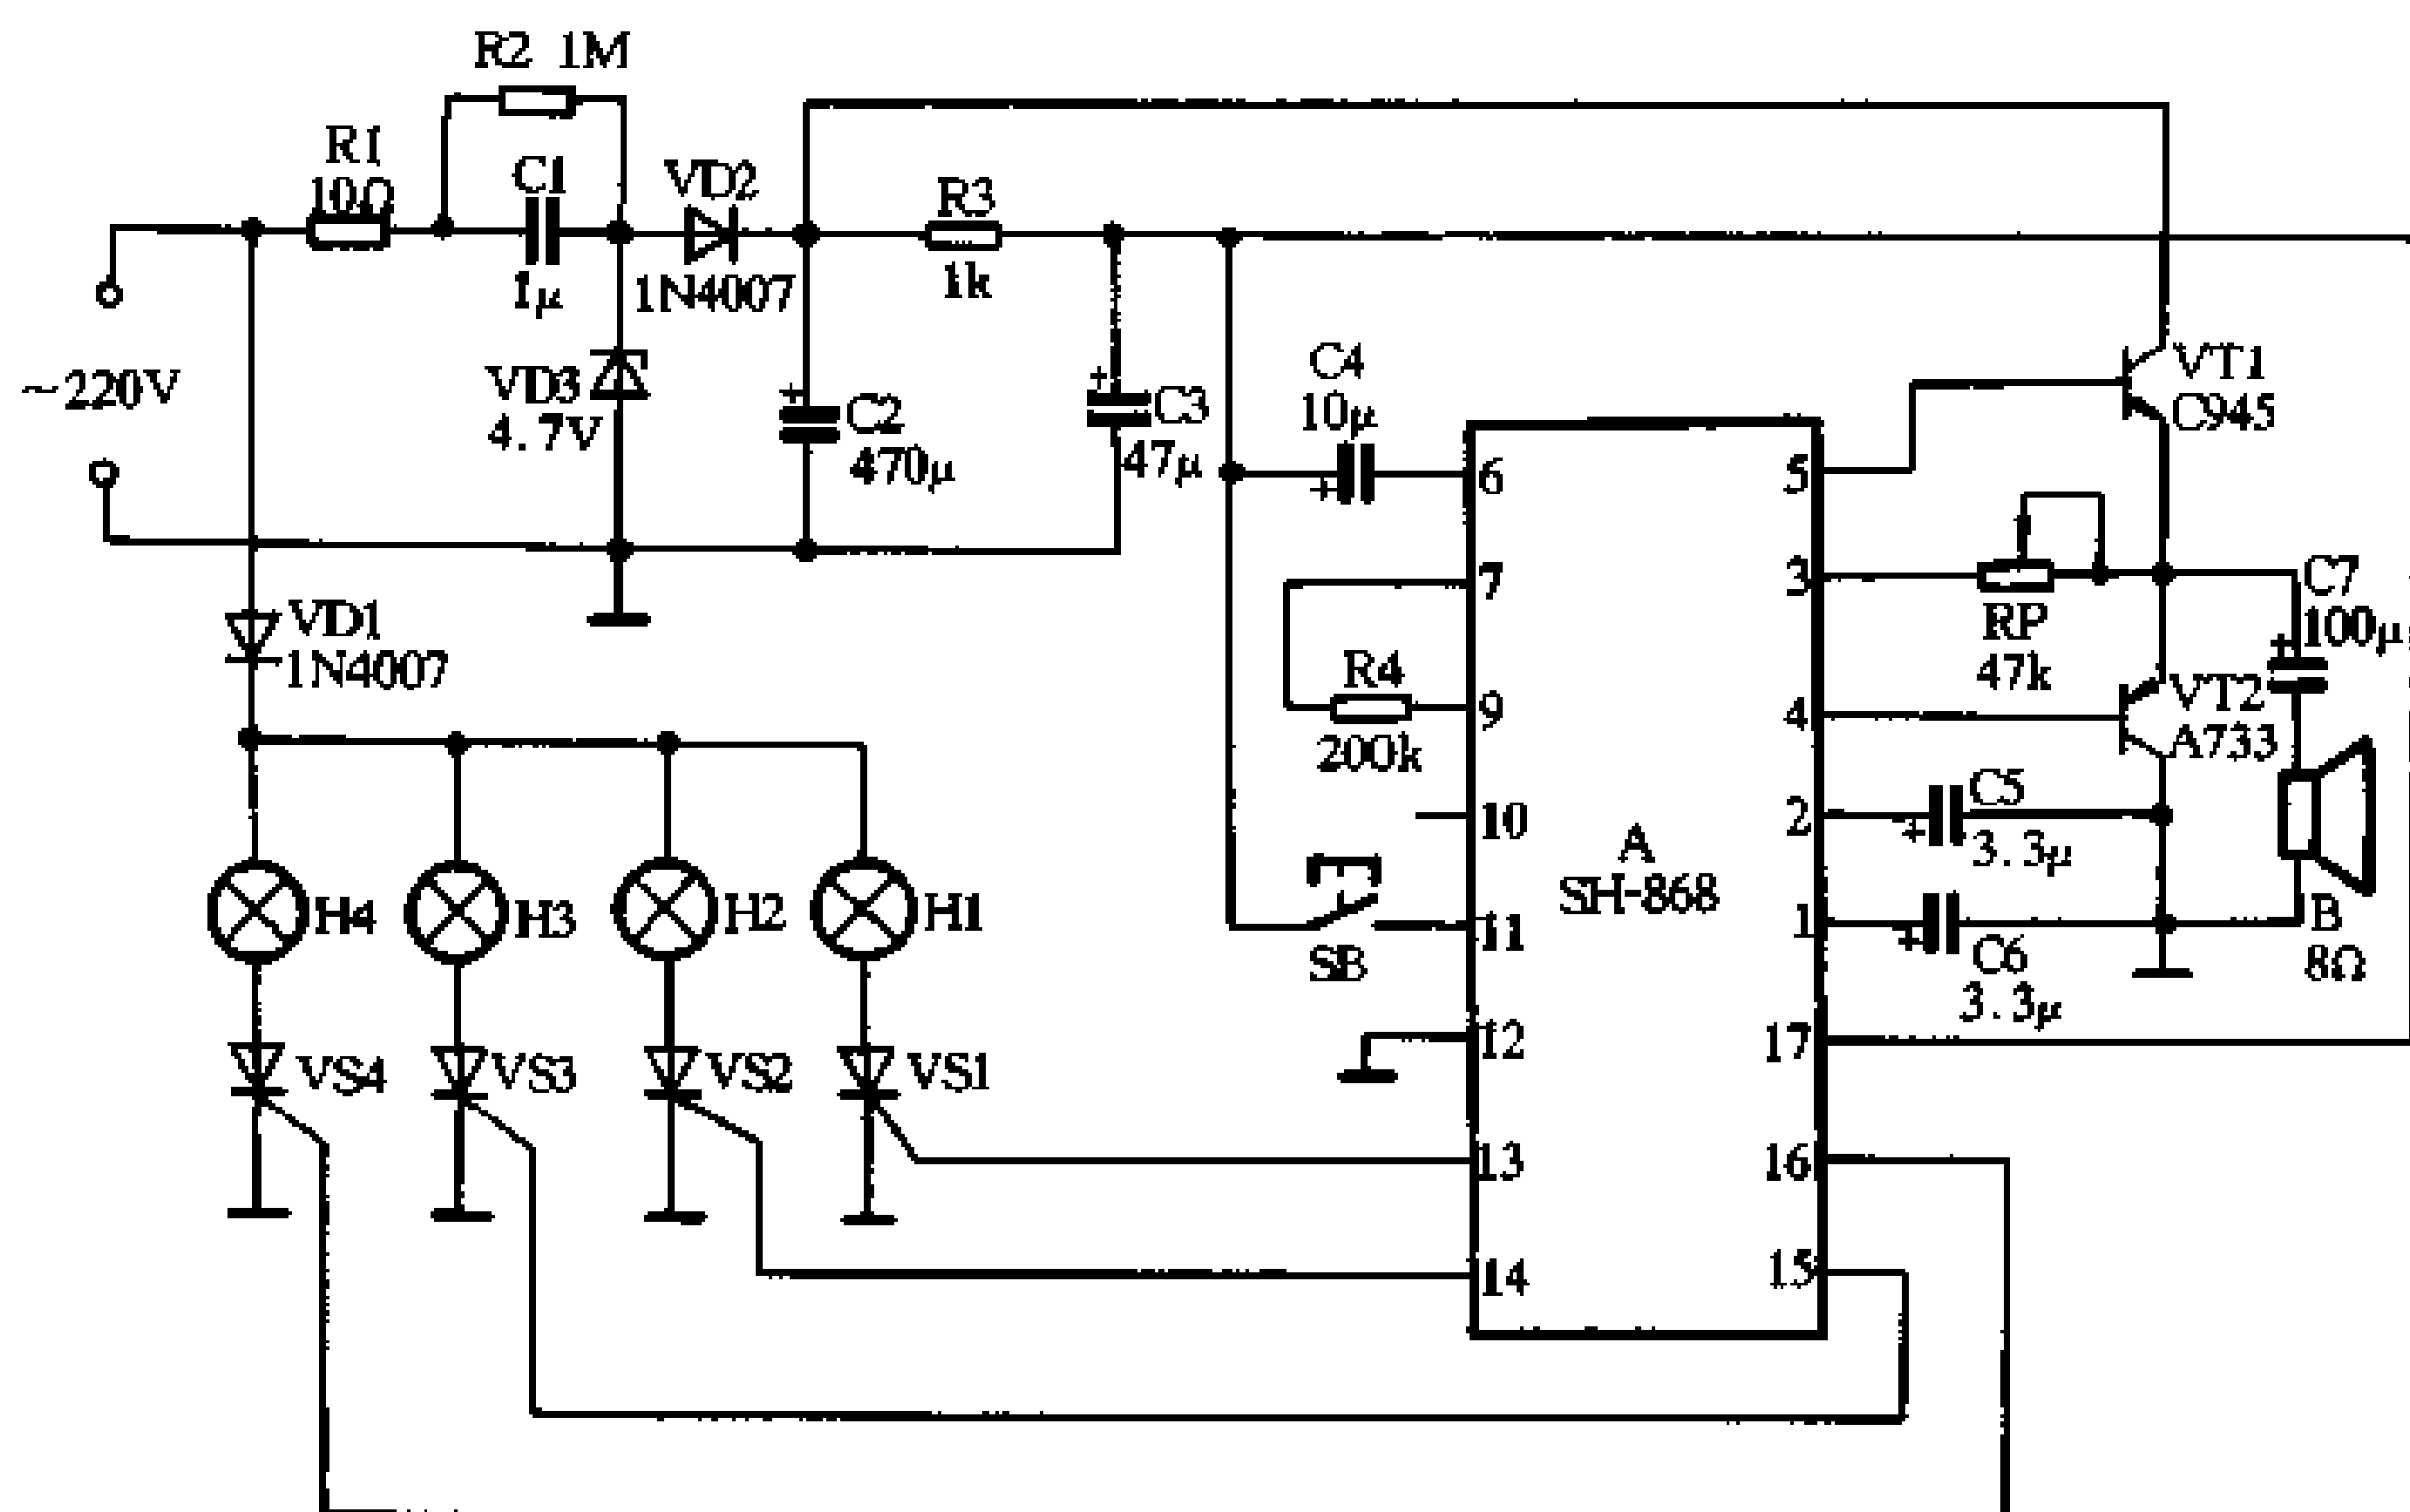 R2 1M
R1
10Ω
C1
1μ
VD2
1N4007
R3
1k
~220V
VD3
4.7V
C2
470μ
C3
47μ
C4
10μ
VT1
C945
6
5
7
3
RP
47k
C7
100μ
VD1
1N4007
R4
200k
9
4
VT2
A733
10
2
C5
3.3μ
A
SH-868
H4
H3
H2
H1
11
SB
1
C6
3.3μ
B
8Ω
12
17
VS4
VS3
VS2
VS1
13
16
14
15